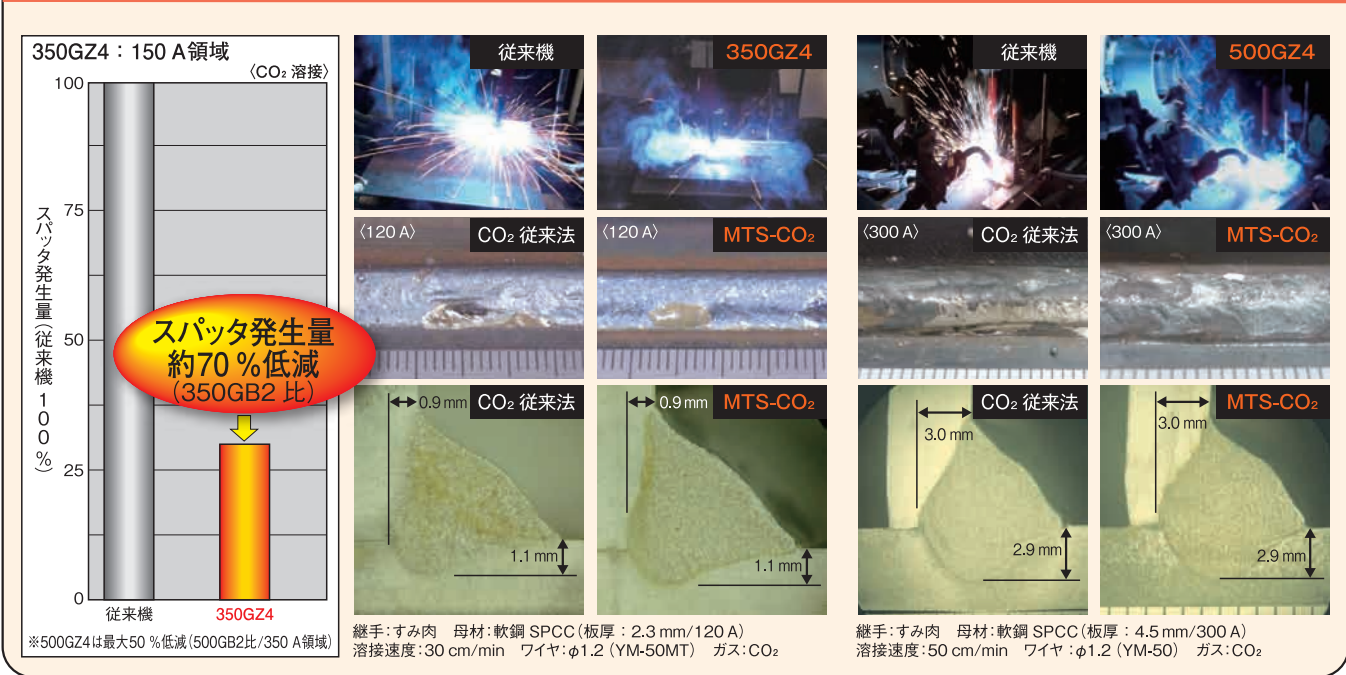 350GZ4：150 A領域
〈CO₂ 溶接〉
100
75
50
25
0
スパッタ発生量（従来機100％）
スパッタ発生量
約70 %低減
(350GB2 比)
従来機
350GZ4
※500GZ4は最大50 %低減(500GB2比/350 A領域)
従来機
350GZ4
〈120 A〉
CO₂ 従来法
〈120 A〉
MTS-CO₂
0.9 mm
CO₂ 従来法
1.1 mm
0.9 mm
MTS-CO₂
1.1 mm
継手：すみ肉　母材：軟鋼 SPCC（板厚：2.3 mm/120 A）
溶接速度：30 cm/min　ワイヤ：φ1.2 (YM-50MT)　ガス：CO₂
従来機
500GZ4
〈300 A〉
CO₂ 従来法
〈300 A〉
MTS-CO₂
CO₂ 従来法
3.0 mm
2.9 mm
MTS-CO₂
3.0 mm
2.9 mm
継手：すみ肉　母材：軟鋼 SPCC（板厚：4.5 mm/300 A）
溶接速度：50 cm/min　ワイヤ：φ1.2 (YM-50)　ガス：CO₂